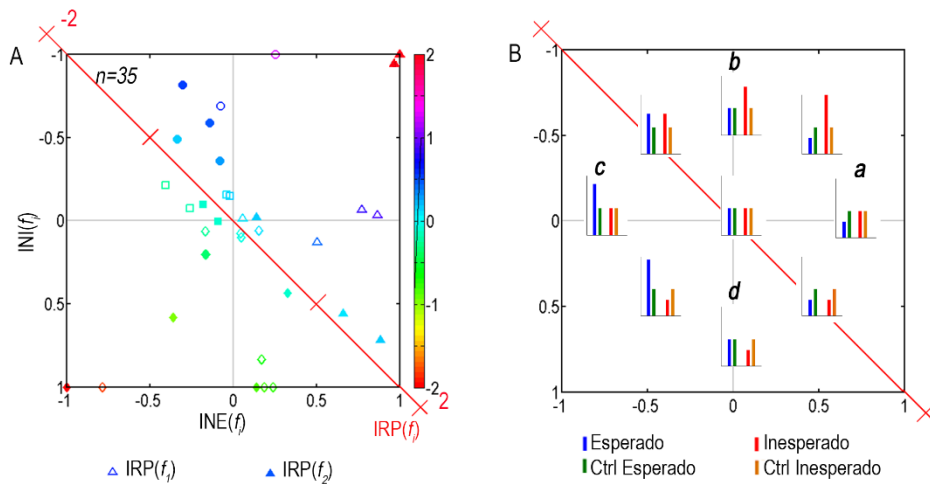 -2
A
n=35
-1
-0.5
0
0.5
1
INI(fᵢ)
-1
-0.5
0
0.5
1
INE(fᵢ)
2
1
0
-1
-2
2
IRP(fᵢ)
IRP(f₁)
IRP(f₂)
B
b
c
a
d
-1
-0.5
0
0.5
1
-1
-0.5
0
0.5
1
Esperado
Inesperado
Ctrl Esperado
Ctrl Inesperado